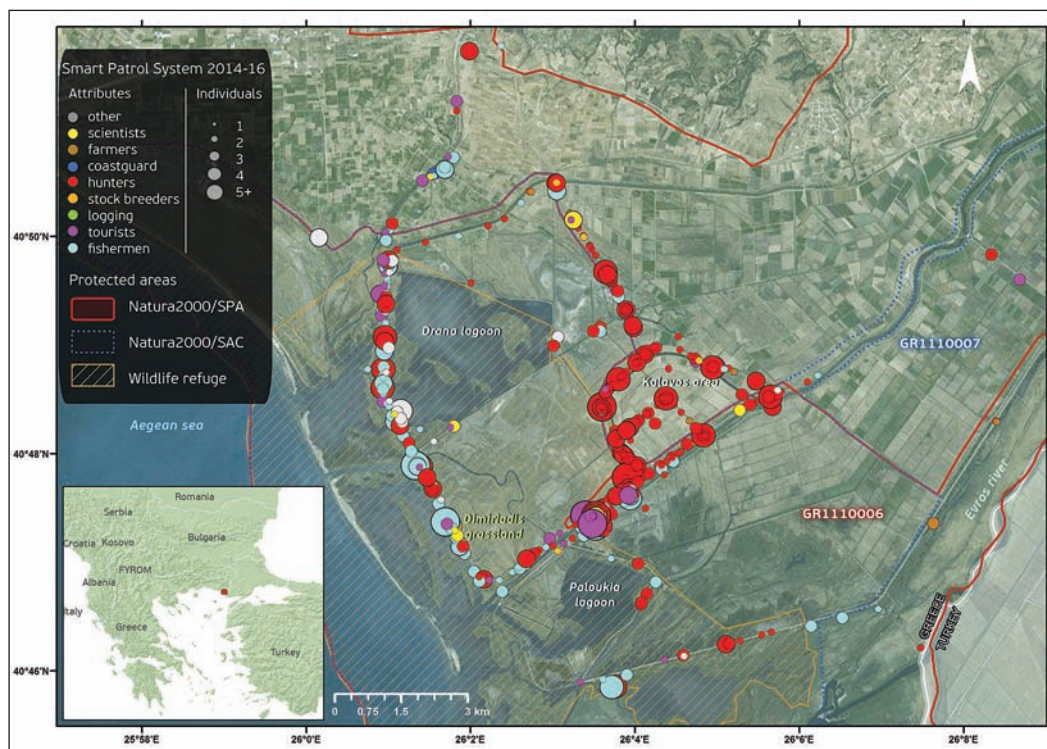 Smart Patrol System 2014-16
Attributes
Individuals
other
scientists
farmers
coastguard
hunters
stock breeders
logging
tourists
fishermen
1
2
3
4
5+
Protected areas
Natura2000/SPA
Natura2000/SAC
Wildlife refuge
40°50'N
40°48'N
40°46'N
Drana lagoon
Kalavos area
GR1110007
Aegean sea
Dimitriadis
grassland
GR1110006
Evros river
Paloukia
lagoon
GREECE
TURKEY
Romania
Serbia
Croatia
Kosovo
Bulgaria
FYROM
Albania
Italy
Greece
Turkey
0
0.75
1.5
3 km
25°58'E
26°0'E
26°2'E
26°4'E
26°6'E
26°8'E